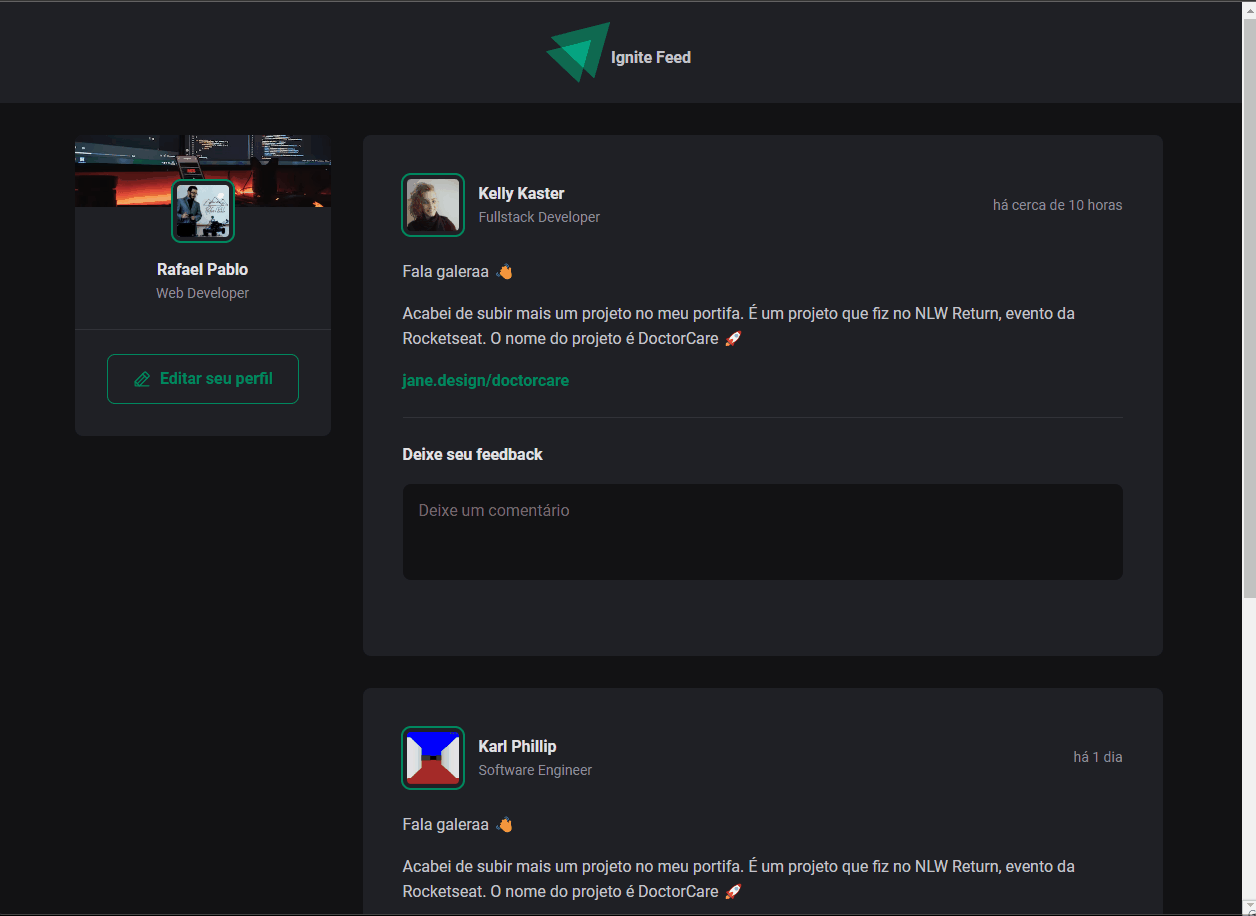 Ignite Feed
Rafael Pablo
Web Developer
Editar seu perfil
Kelly Kaster
Fullstack Developer
há cerca de 10 horas
Fala galeraa 👋
Acabei de subir mais um projeto no meu portifa. É um projeto que fiz no NLW Return, evento da
Rocketseat. O nome do projeto é DoctorCare 🚀
jane.design/doctorcare
Deixe seu feedback
Deixe um comentário
Karl Phillip
Software Engineer
há 1 dia
Fala galeraa 👋
Acabei de subir mais um projeto no meu portifa. É um projeto que fiz no NLW Return, evento da
Rocketseat. O nome do projeto é DoctorCare 🚀